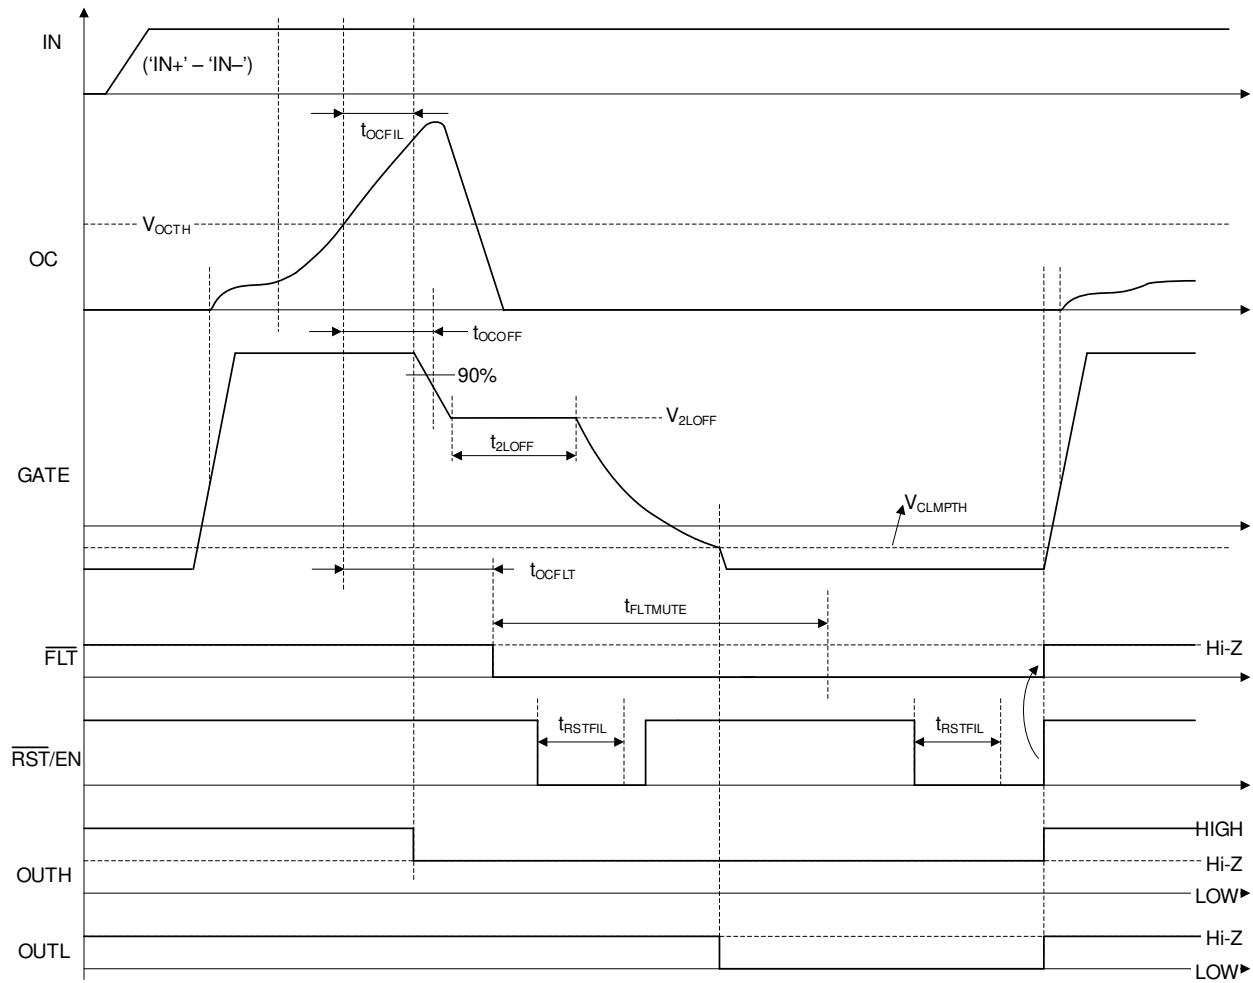 IN
('IN+' – 'IN–')
tOCFIL
VOCTH
OC
tOCOFF
90%
V2LOFF
t2LOFF
GATE
VCLMPTH
tOCFLT
tFLTMUTE
FLT
Hi-Z
tRSTFIL
tRSTFIL
RST/EN
HIGH
Hi-Z
OUTH
LOW
Hi-Z
OUTL
LOW